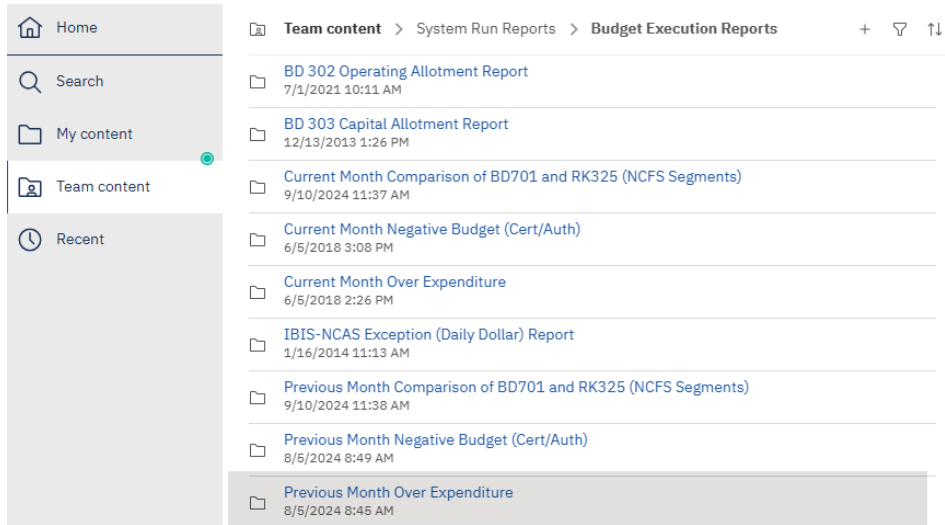 Home
Search
My content
Team content
Recent
Team content > System Run Reports > Budget Execution Reports
BD 302 Operating Allotment Report
7/1/2021 10:11 AM
BD 303 Capital Allotment Report
12/13/2013 1:26 PM
Current Month Comparison of BD701 and RK325 (NCFS Segments)
9/10/2024 11:37 AM
Current Month Negative Budget (Cert/Auth)
6/5/2018 3:08 PM
Current Month Over Expenditure
6/5/2018 2:26 PM
IBIS-NCAS Exception (Daily Dollar) Report
1/16/2014 11:13 AM
Previous Month Comparison of BD701 and RK325 (NCFS Segments)
9/10/2024 11:38 AM
Previous Month Negative Budget (Cert/Auth)
8/5/2024 8:49 AM
Previous Month Over Expenditure
8/5/2024 8:45 AM